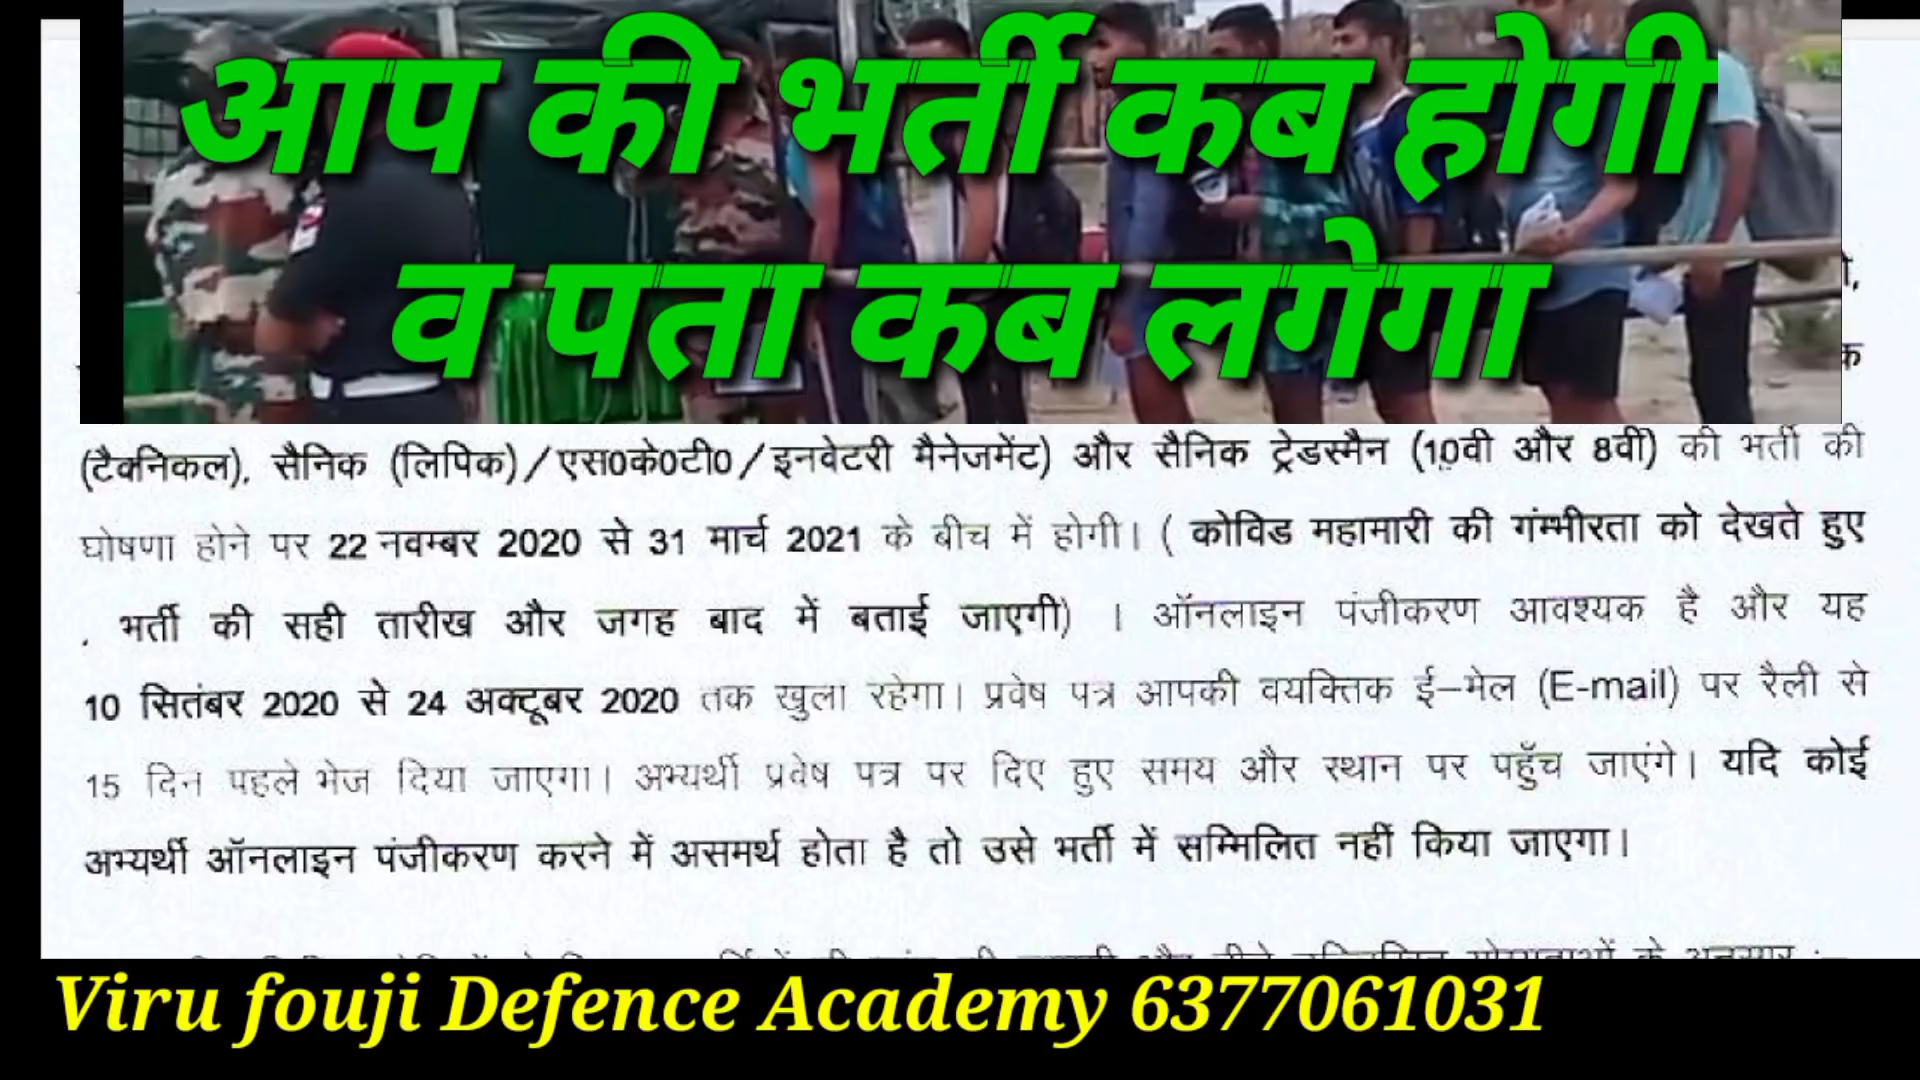 आप की भर्ती कब होगी
व पता कब लगेगा
(टैक्निकल), सैनिक (लिपिक)/एस0के0टी0/इनवेटरी मैनेजमेंट) और सैनिक ट्रेडस्मैन (10वी और 8वीं) की भर्ती की
घोषणा होने पर 22 नवम्बर 2020 से 31 मार्च 2021 के बीच में होगी। ( कोविड महामारी की गंम्भीरता को देखते हुए
भर्ती की सही तारीख और जगह बाद में बताई जाएगी) । ऑनलाइन पंजीकरण आवश्यक है और यह
10 सितंबर 2020 से 24 अक्टूबर 2020 तक खुला रहेगा। प्रवेष पत्र आपकी वयक्तिक ई–मेल (E-mail) पर रैली से
15 दिन पहले भेज दिया जाएगा। अभ्यर्थी प्रवेष पत्र पर दिए हुए समय और स्थान पर पहुँच जाएंगे। यदि कोई
अभ्यर्थी ऑनलाइन पंजीकरण करने में असमर्थ होता है तो उसे भर्ती में सम्मिलित नहीं किया जाएगा।
Viru fouji Defence Academy 6377061031